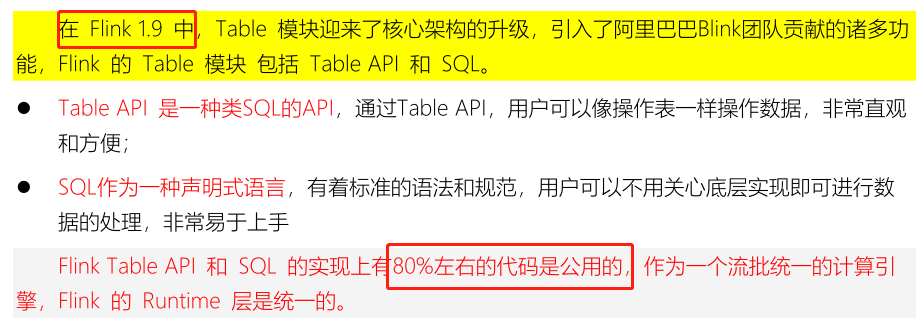 在 Flink 1.9 中，Table 模块迎来了核心架构的升级，引入了阿里巴巴Blink团队贡献的诸多功
能，Flink 的 Table 模块 包括 Table API 和 SQL。
● Table API 是一种类SQL的API，通过Table API，用户可以像操作表一样操作数据，非常直观
和方便；
● SQL作为一种声明式语言，有着标准的语法和规范，用户可以不用关心底层实现即可进行数
据的处理，非常易于上手
Flink Table API 和 SQL 的实现上有80%左右的代码是公用的，作为一个流批统一的计算引
擎，Flink 的 Runtime 层是统一的。